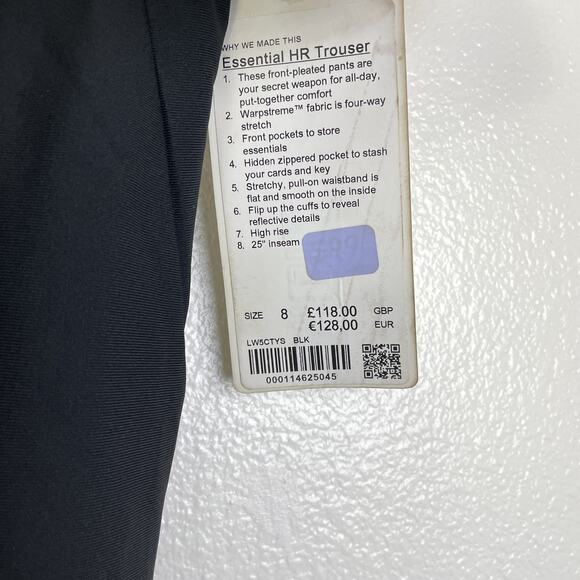 WHY WE MADE THIS
Essential HR Trouser
1. These front-pleated pants are
your secret weapon for all-day,
put-together comfort
2. Warpstreme™ fabric is four-way
stretch
3. Front pockets to store
essentials
4. Hidden zippered pocket to stash
your cards and key
5. Stretchy, pull-on waistband is
flat and smooth on the inside
6. Flip up the cuffs to reveal
reflective details
7. High rise
8. 25" inseam
SIZE 8 £118.00 GBP
€128,00 EUR
LW5CTYS BLK
000114625045